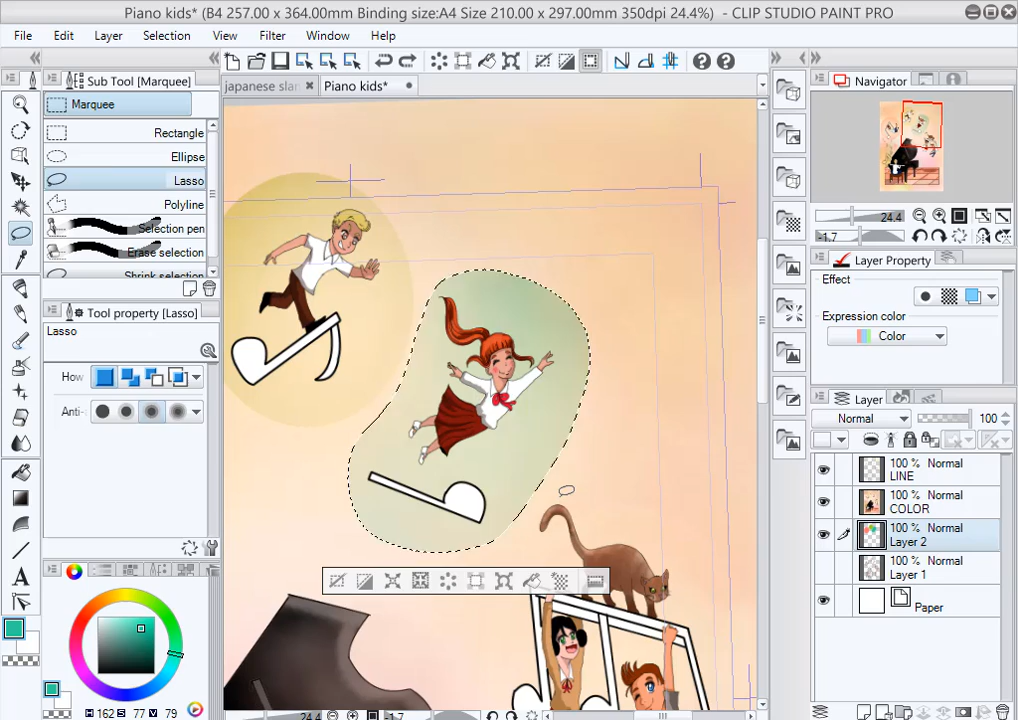 Piano kids* (B4 257.00 x 364.00mm Binding size:A4 Size 210.00 x 297.00mm 350dpi 24.4%) - CLIP STUDIO PAINT PRO
File Edit Layer Selection View Filter Window Help
Sub Tool [Marquee]
Marquee
Rectangle
Ellipse
Lasso
Polyline
Selection pen
Erase selection
Shrink selection
Tool property [Lasso]
Lasso
How
Anti-
H 162 S 77 V 79
japanese slam Piano kids*
24.4 -1.7
Navigator
24.4
-1.7
Layer Property
Effect
Expression color
Color
Layer
Normal 100
100 % Normal
LINE
100 % Normal
COLOR
100 % Normal
Layer 2
100 % Normal
Layer 1
Paper